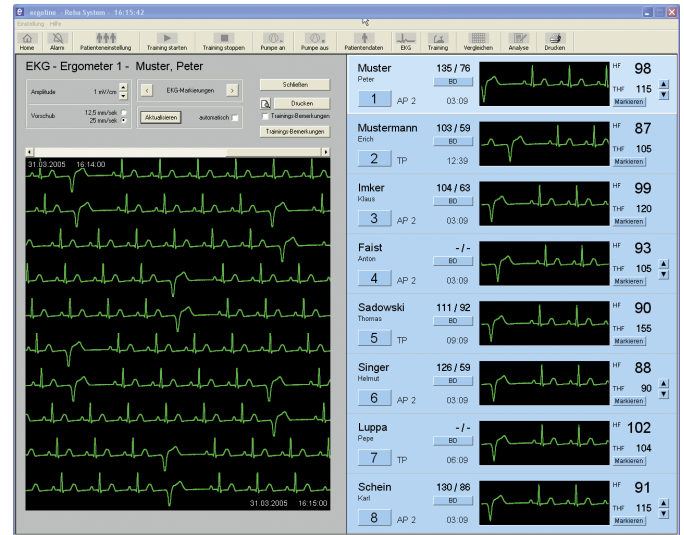 ergoline - Reha System - 16:15:42
Einstellung Hilfe
Home Alarm Patienteneinstellung Training starten Training stoppen Pumpe an Pumpe aus Patientendaten EKG Training Vergleichen Analyse Drucken
EKG - Ergometer 1 - Muster, Peter
Amplitude 1 mV/cm
< EKG-Markierungen >
Schließen
Drucken
Vorschub 12,5 mm/sek
25 mm/sek
Aktualisieren automatisch
Trainings-Bemerkungen
Trainings-Bemerkungen
31.03.2005 16:14:00
31.03.2005 16:15:00
Muster 135 / 76 HF 98
Peter BD
THF 115
1 AP 2 03:09 Markieren
Mustermann 103 / 59 HF 87
Erich BD
THF 105
2 TP 12:39 Markieren
Imker 104 / 63 HF 99
Klaus BD
THF 120
3 AP 2 03:09 Markieren
Faist - / - HF 93
Anton BD
THF 105
4 AP 2 03:09 Markieren
Sadowski 111 / 92 HF 90
Thomas BD
THF 155
5 TP 09:09 Markieren
Singer 126 / 59 HF 88
Helmut BD
THF 90
6 AP 2 03:09 Markieren
Luppa - / - HF 102
Pepe BD
THF 104
7 TP 06:09 Markieren
Schein 130 / 86 HF 91
Karl BD
THF 115
8 AP 2 03:09 Markieren